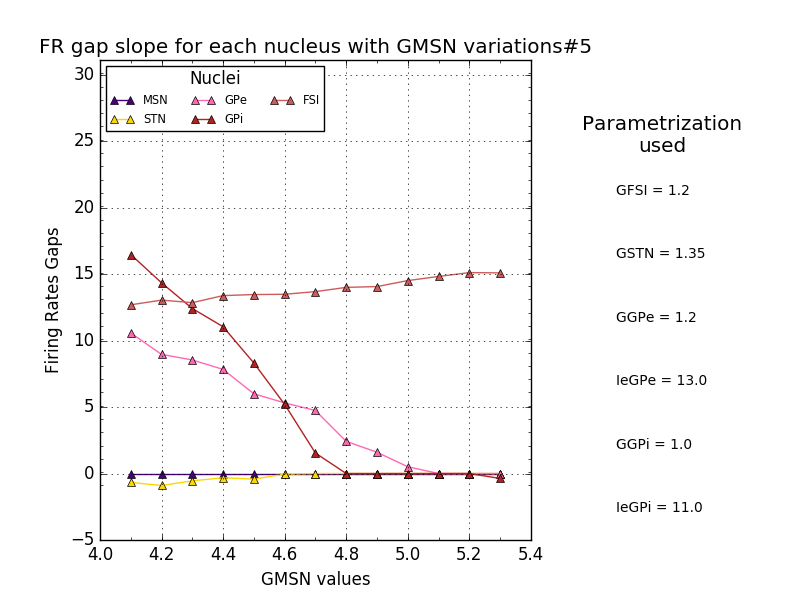 FR gap slope for each nucleus with GMSN variations#5
Nuclei
MSN GPe FSI
STN GPi
30
25
20
15
10
5
0
−5
Firing Rates Gaps
4.0 4.2 4.4 4.6 4.8 5.0 5.2 5.4
GMSN values
Parametrization
used
GFSI = 1.2
GSTN = 1.35
GGPe = 1.2
IeGPe = 13.0
GGPi = 1.0
IeGPi = 11.0